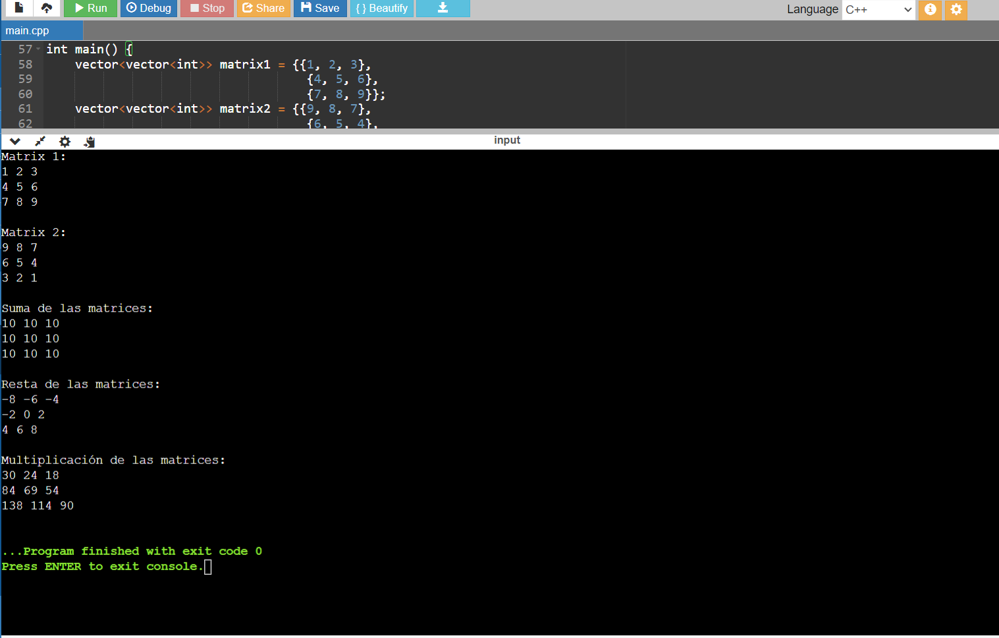 Run Debug Stop Share Save { } Beautify Language C++
main.cpp
57 int main() {
58 vector<vector<int>> matrix1 = {{1, 2, 3},
59 {4, 5, 6},
60 {7, 8, 9}};
61 vector<vector<int>> matrix2 = {{9, 8, 7},
62 {6, 5, 4},
input
Matrix 1:
1 2 3
4 5 6
7 8 9
Matrix 2:
9 8 7
6 5 4
3 2 1
Suma de las matrices:
10 10 10
10 10 10
10 10 10
Resta de las matrices:
-8 -6 -4
-2 0 2
4 6 8
Multiplicación de las matrices:
30 24 18
84 69 54
138 114 90
...Program finished with exit code 0
Press ENTER to exit console.